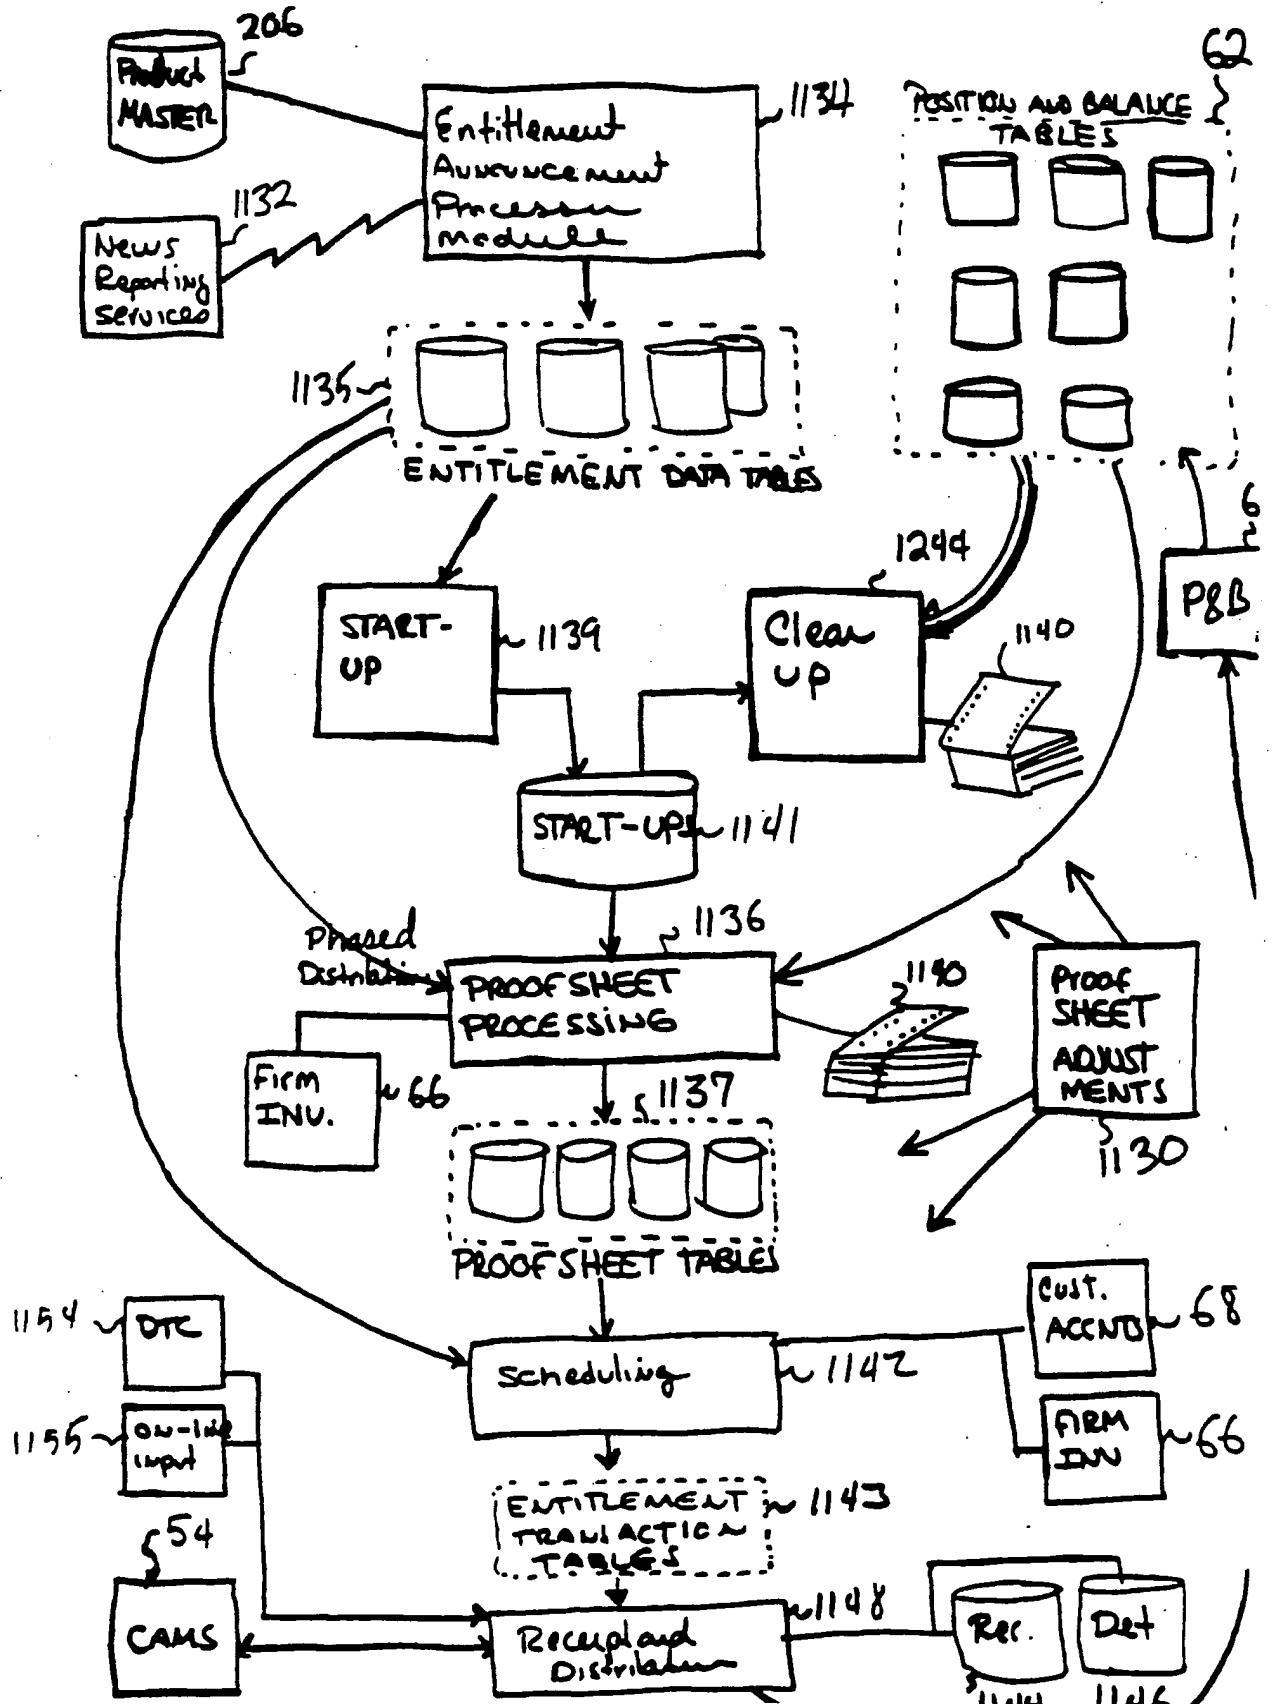 206
Product
MASTER
1134
62
POSITION AND BALANCE
TABLES
Entitlement
Announcement
Processor
module
1132
News
Reporting
Services
1135
ENTITLEMENT DATA TABLES
1244
START-
UP
1139
Clean
UP
1140
P&B
START-UPS
1141
1136
Phased
Distribution
PROOFSHEET
PROCESSING
1140
Proof
SHEET
ADJUST
MENTS
1130
Firm
INV.
66
1137
PROOFSHEET TABLES
1154
DTC
Cust.
ACCNTS
68
Scheduling
1142
1155
ON-line
input
FIRM
INV
66
ENTITLEMENT
TRANSACTION
TABLES
1143
54
CAMS
1148
Receipt and
Distribution
Rec.
Det
1146